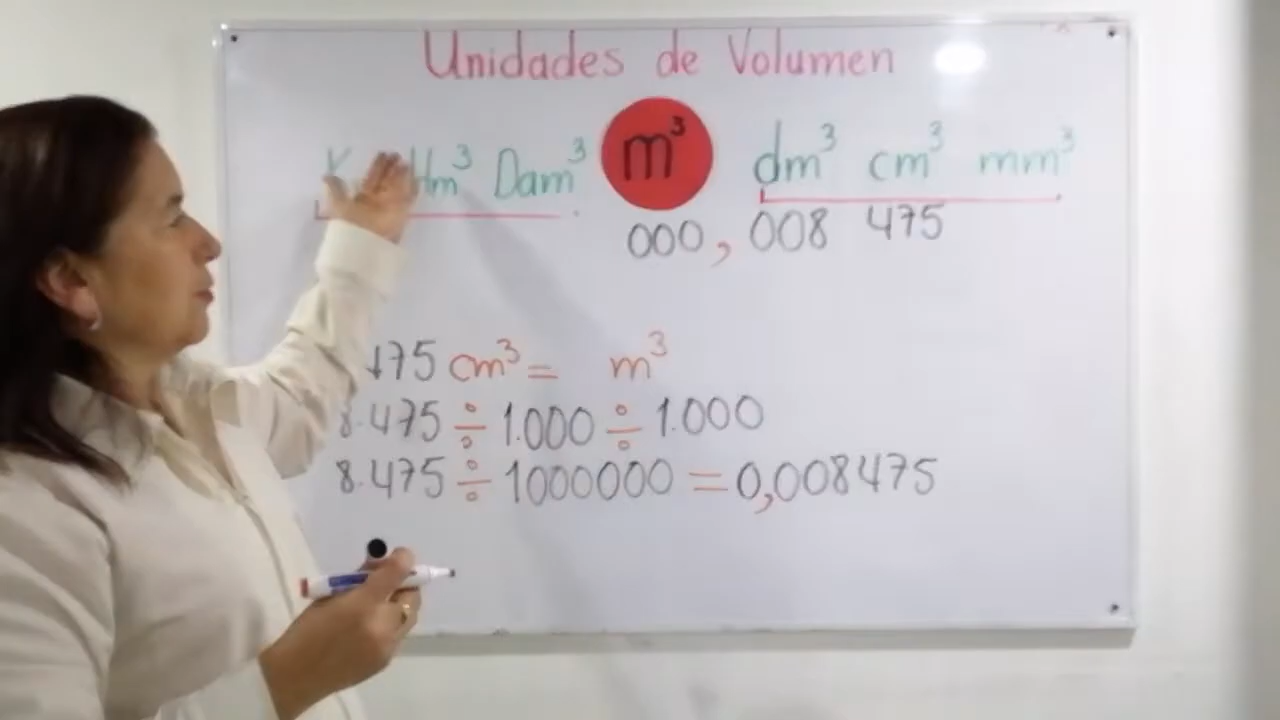 Unidades de Volumen
Hm³ Dam³ m³ dm³ cm³ mm³
000, 008 475
475 cm³ = m³
8.475 ÷ 1.000 ÷ 1.000
8.475 ÷ 1000000 = 0,008475